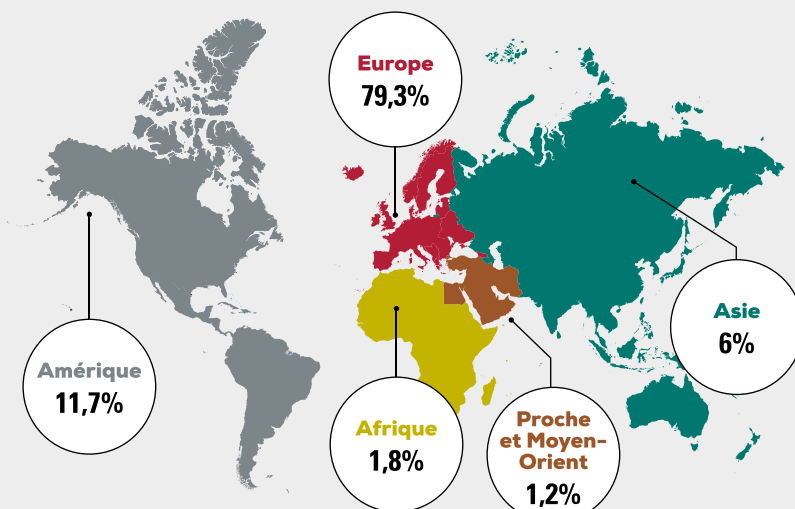 Europe
79,3%
Asie
6%
Amérique
11,7%
Afrique
1,8%
Proche
et Moyen-
Orient
1,2%